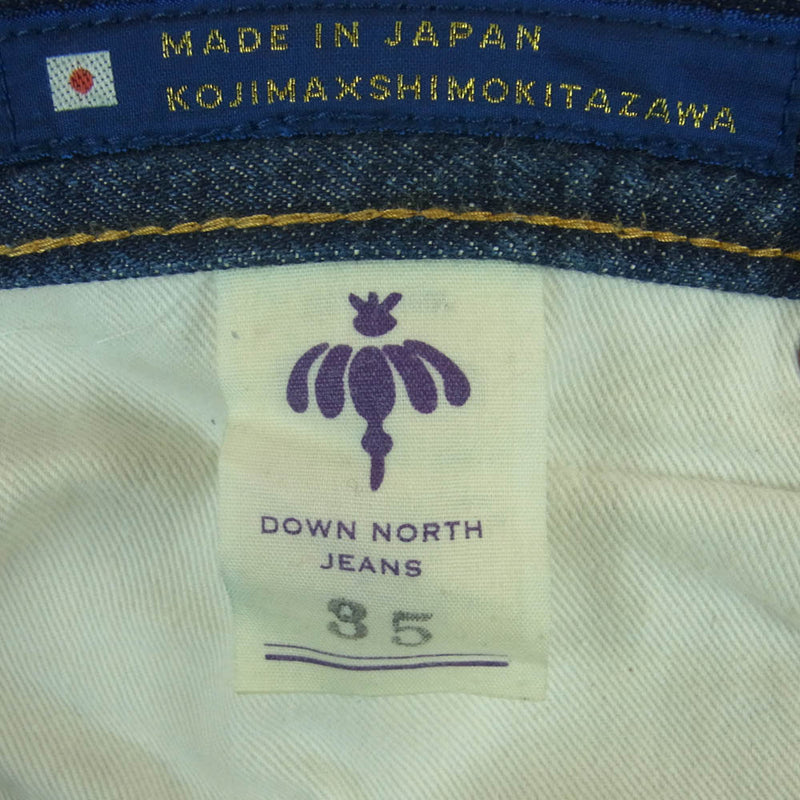 MADE IN JAPAN
KOJIMAXSHIMOKITAZAWA
DOWN NORTH
JEANS
35